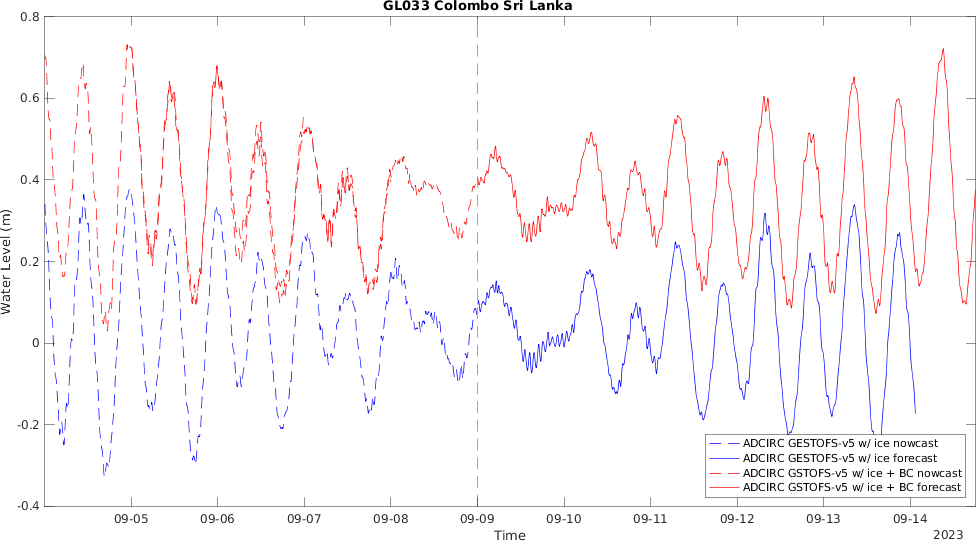 GL033 Colombo Sri Lanka
0.8
0.6
0.4
0.2
0
-0.2
-0.4
Water Level (m)
ADCIRC GESTOFS-v5 w/ ice nowcast
ADCIRC GESTOFS-v5 w/ ice forecast
ADCIRC GSTOFS-v5 w/ ice + BC nowcast
ADCIRC GSTOFS-v5 w/ ice + BC forecast
09-05 09-06 09-07 09-08 09-09 09-10 09-11 09-12 09-13 09-14
Time
2023